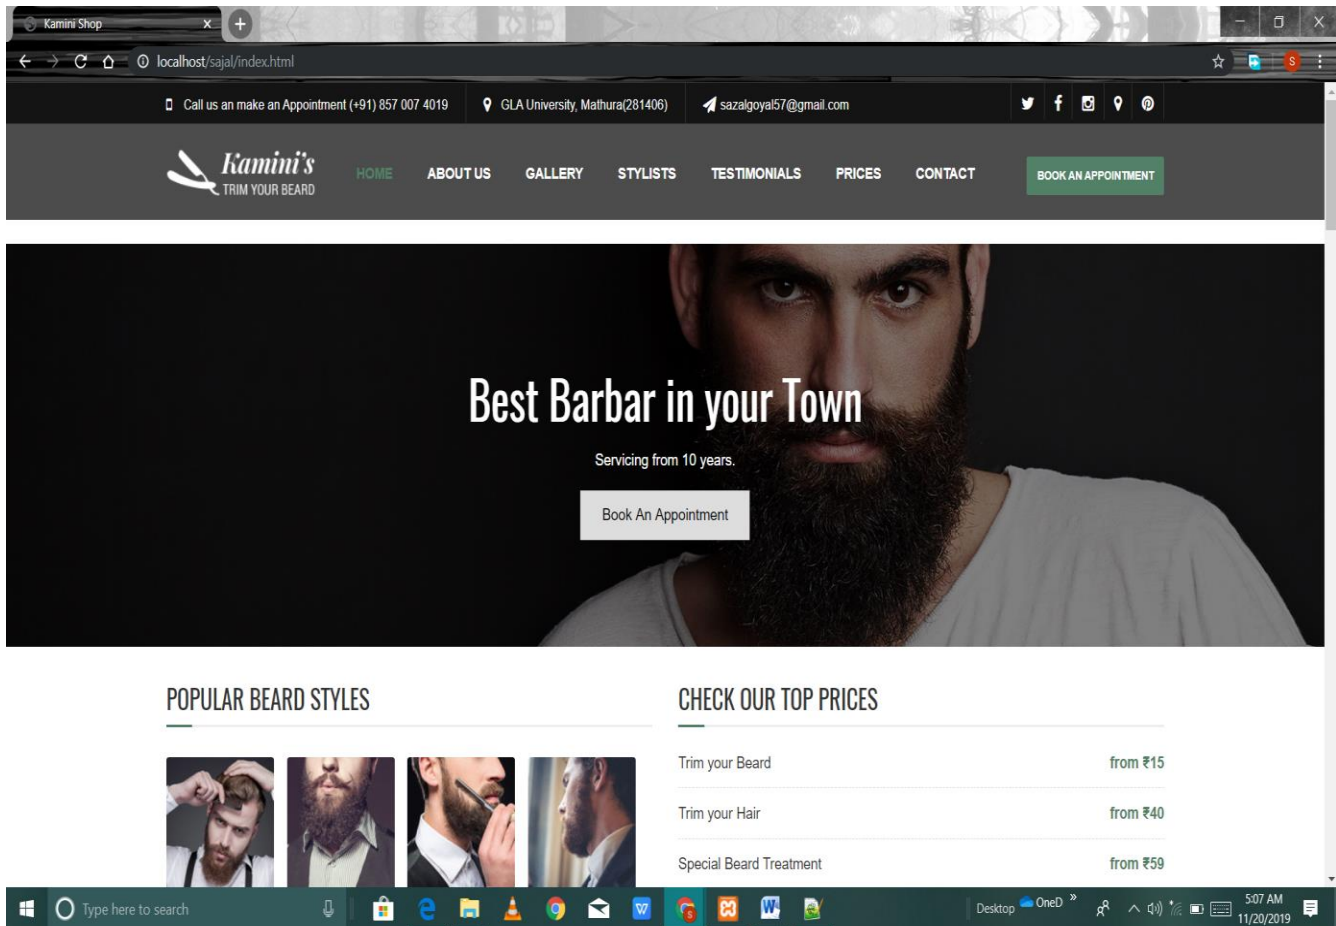 Kamini Shop
localhost/sajal/index.html
Call us an make an Appointment (+91) 857 007 4019
GLA University, Mathura(281406)
sazalgoyal57@gmail.com
Kamini's
TRIM YOUR BEARD
HOME
ABOUT US
GALLERY
STYLISTS
TESTIMONIALS
PRICES
CONTACT
BOOK AN APPOINTMENT
Best Barbar in your Town
Servicing from 10 years.
Book An Appointment
POPULAR BEARD STYLES
CHECK OUR TOP PRICES
Trim your Beard from ₹15
Trim your Hair from ₹40
Special Beard Treatment from ₹59
Type here to search
Desktop
OneD
5:07 AM
11/20/2019